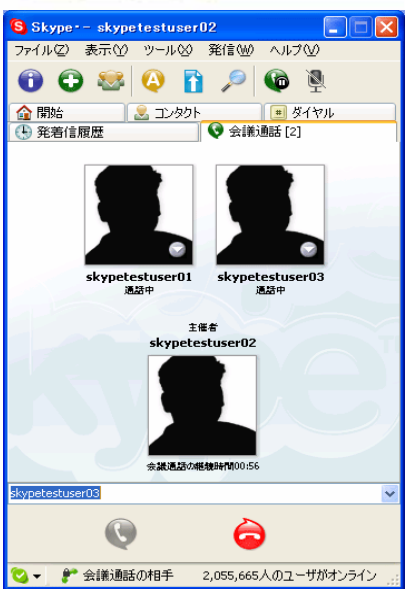 Skype™ - skypetestuser02
ファイル(Z) 表示(Y) ツール(X) 発信(W) ヘルプ(V)
開始 コンタクト ダイヤル
発着信履歴 会議通話 [2]
skypetestuser01 skypetestuser03
通話中 通話中
主催者
skypetestuser02
会議通話の継続時間00:56
skypetestuser03
会議通話の相手 2,055,665人のユーザがオンライン